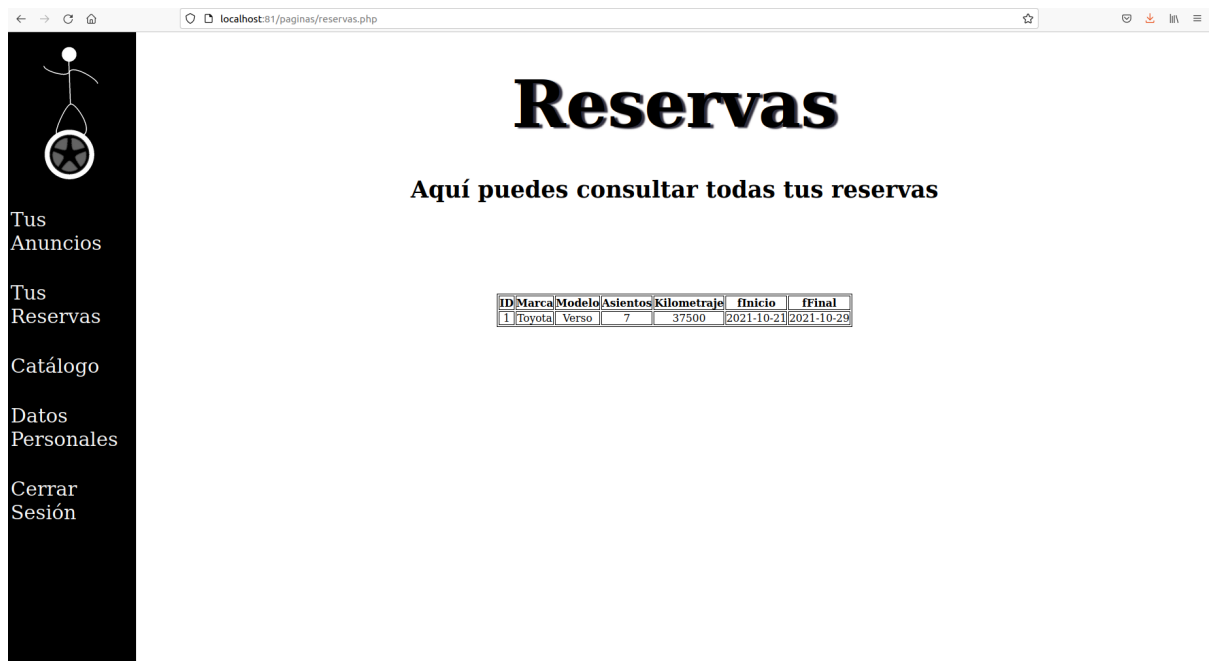 localhost:81/paginas/reservas.php
Reservas
Aquí puedes consultar todas tus reservas
Tus
Anuncios
Tus
Reservas
Catálogo
Datos
Personales
Cerrar
Sesión
ID Marca Modelo Asientos Kilometraje fInicio fFinal
1 Toyota Verso 7 37500 2021-10-21 2021-10-29